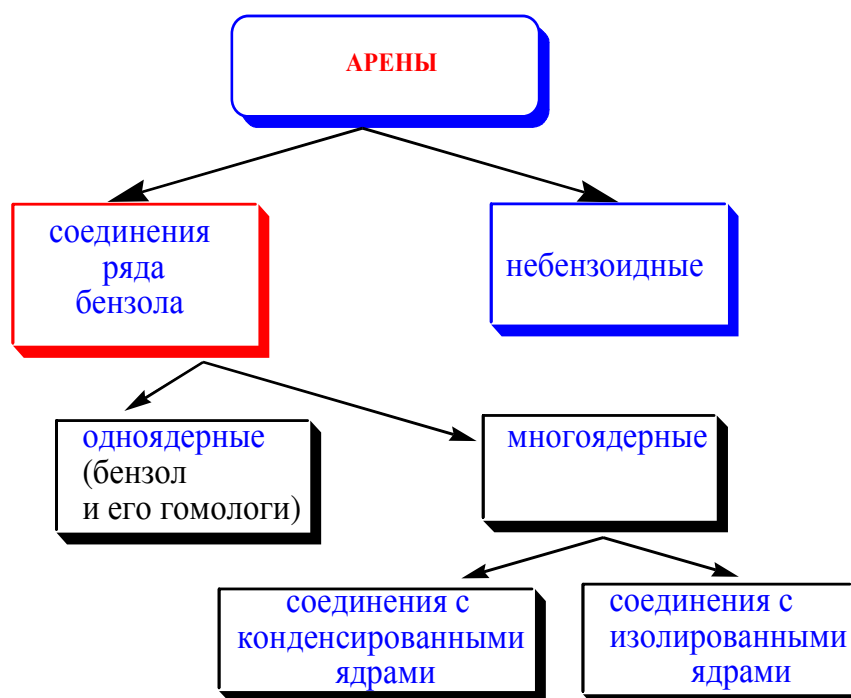 АРЕНЫ
соединения
ряда
бензола
небензоидные
одноядерные
(бензол
и его гомологи)
многоядерные
соединения с
конденсированными
ядрами
соединения с
изолированными
ядрами